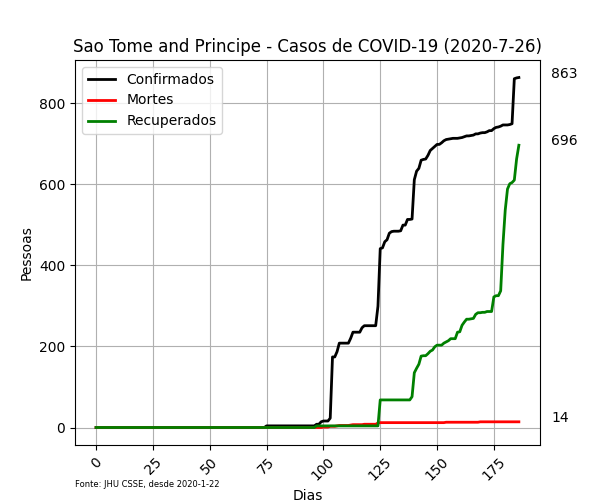 Sao Tome and Principe - Casos de COVID-19 (2020-7-26)
Confirmados
Mortes
Recuperados
863
696
14
Pessoas
800
600
400
200
0
0 25 50 75 100 125 150 175
Fonte: JHU CSSE, desde 2020-1-22
Dias